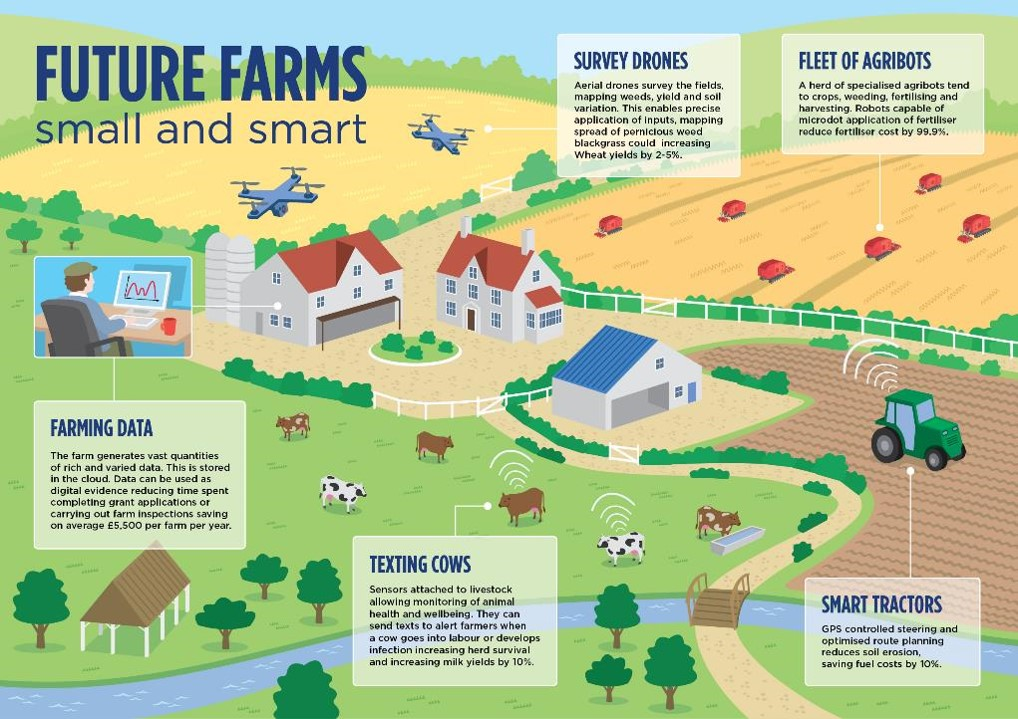 FUTURE FARMS
small and smart
SURVEY DRONES
Aerial drones survey the fields,
mapping weeds, yield and soil
variation. This enables precise
application of inputs, mapping
spread of pernicious weed
blackgrass could increasing
Wheat yields by 2-5%.
FLEET OF AGRIBOTS
A herd of specialised agribots tend
to crops, weeding, fertilising and
harvesting. Robots capable of
microdot application of fertiliser
reduce fertiliser cost by 99.9%.
FARMING DATA
The farm generates vast quantities
of rich and varied data. This is stored
in the cloud. Data can be used as
digital evidence reducing time spent
completing grant applications or
carrying out farm inspections saving
on average £5,500 per farm per year.
TEXTING COWS
Sensors attached to livestock
allowing monitoring of animal
health and wellbeing. They can
send texts to alert farmers when
a cow goes into labour or develops
infection increasing herd survival
and increasing milk yields by 10%.
SMART TRACTORS
GPS controlled steering and
optimised route planning
reduces soil erosion,
saving fuel costs by 10%.